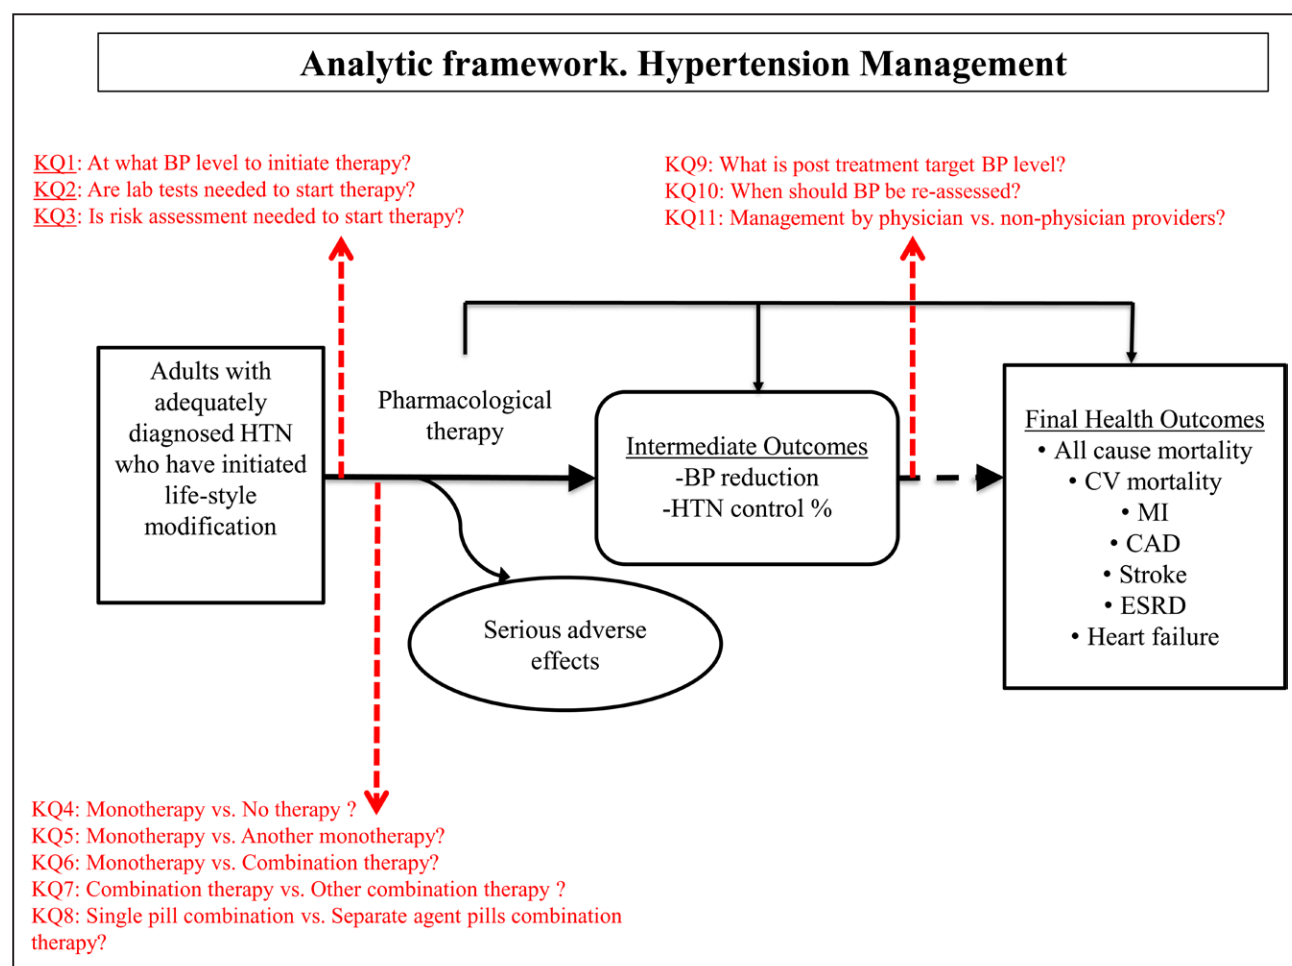 Analytic framework. Hypertension Management
KQ1: At what BP level to initiate therapy?
KQ2: Are lab tests needed to start therapy?
KQ3: Is risk assessment needed to start therapy?
KQ9: What is post treatment target BP level?
KQ10: When should BP be re-assessed?
KQ11: Management by physician vs. non-physician providers?
Adults with
adequately
diagnosed HTN
who have initiated
life-style
modification
Pharmacological
therapy
Intermediate Outcomes
-BP reduction
-HTN control %
Final Health Outcomes
• All cause mortality
• CV mortality
• MI
• CAD
• Stroke
• ESRD
• Heart failure
Serious adverse
effects
KQ4: Monotherapy vs. No therapy ?
KQ5: Monotherapy vs. Another monotherapy?
KQ6: Monotherapy vs. Combination therapy?
KQ7: Combination therapy vs. Other combination therapy ?
KQ8: Single pill combination vs. Separate agent pills combination
therapy?